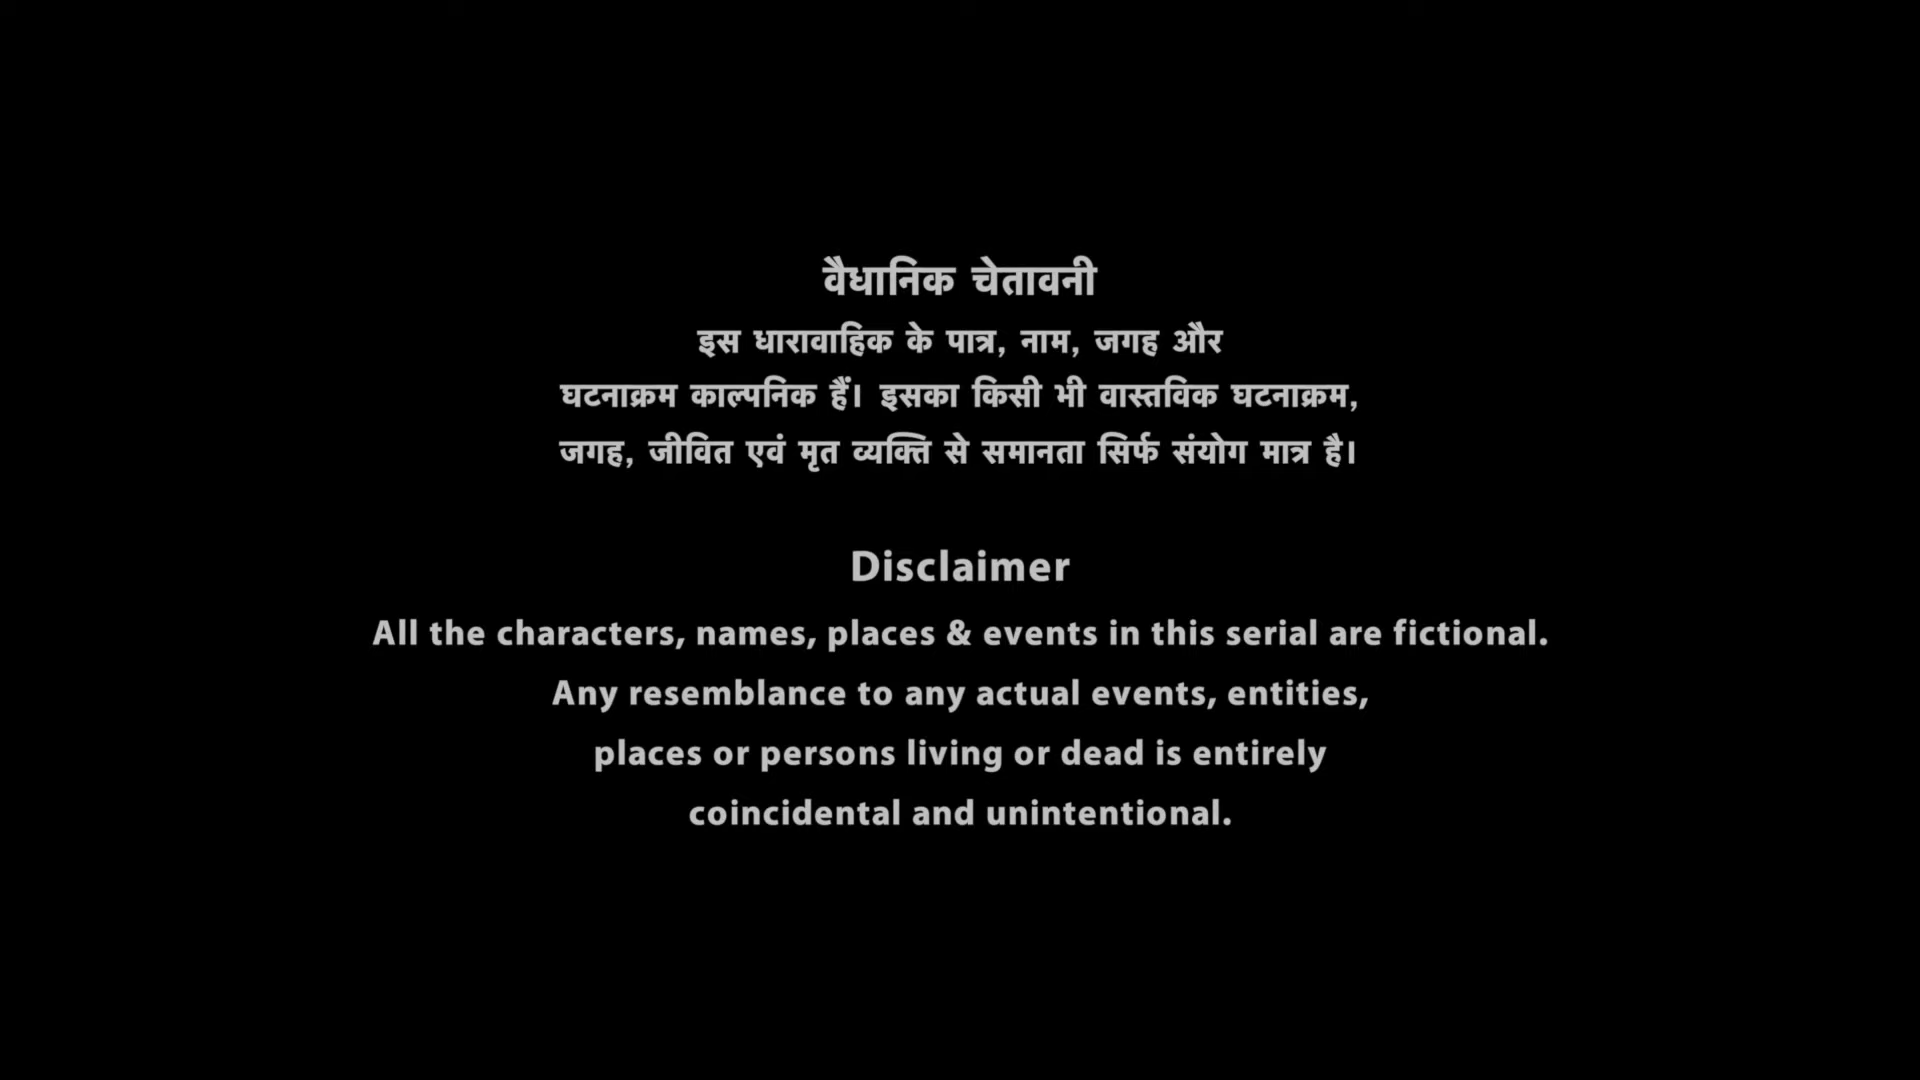 वैधानिक चेतावनी
इस धारावाहिक के पात्र, नाम, जगह और
घटनाक्रम काल्पनिक हैं। इसका किसी भी वास्तविक घटनाक्रम,
जगह, जीवित एवं मृत व्यक्ति से समानता सिर्फ संयोग मात्र है।
Disclaimer
All the characters, names, places & events in this serial are fictional.
Any resemblance to any actual events, entities,
places or persons living or dead is entirely
coincidental and unintentional.